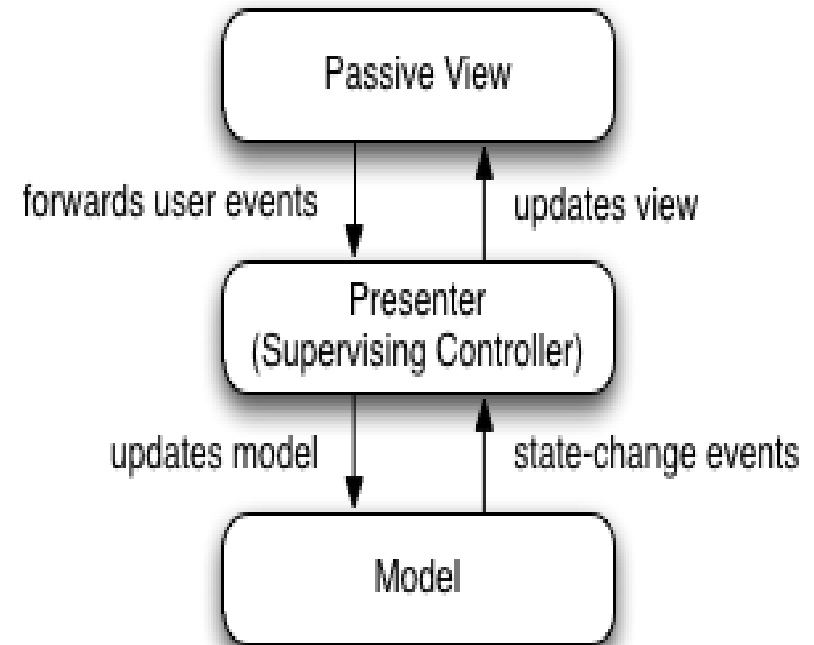 Passive View
forwards user events
updates view
Presenter
(Supervising Controller)
updates model
state-change events
Model